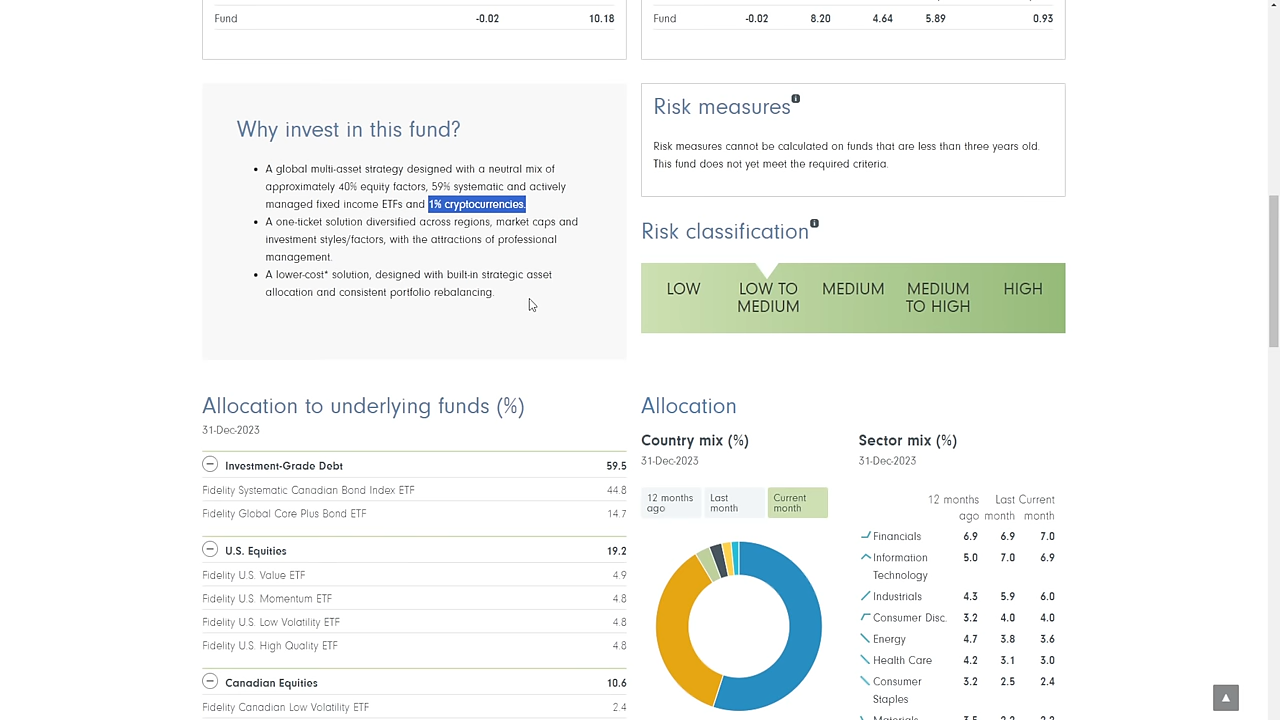 Fund -0.02 10.18
Fund -0.02 8.20 4.64 5.89 0.93
Why invest in this fund?
• A global multi-asset strategy designed with a neutral mix of
approximately 40% equity factors, 59% systematic and actively
managed fixed income ETFs and 1% cryptocurrencies.
• A one-ticket solution diversified across regions, market caps and
investment styles/factors, with the attractions of professional
management.
• A lower-cost* solution, designed with built-in strategic asset
allocation and consistent portfolio rebalancing.
Risk measures
Risk measures cannot be calculated on funds that are less than three years old.
This fund does not yet meet the required criteria.
Risk classification
LOW LOW TO MEDIUM MEDIUM MEDIUM TO HIGH HIGH
Allocation to underlying funds (%)
31-Dec-2023
Investment-Grade Debt 59.5
Fidelity Systematic Canadian Bond Index ETF 44.8
Fidelity Global Core Plus Bond ETF 14.7
U.S. Equities 19.2
Fidelity U.S. Value ETF 4.9
Fidelity U.S. Momentum ETF 4.8
Fidelity U.S. Low Volatility ETF 4.8
Fidelity U.S. High Quality ETF 4.8
Canadian Equities 10.6
Fidelity Canadian Low Volatility ETF 2.4
Allocation
Country mix (%)
31-Dec-2023
12 months ago
Last month
Current month
Sector mix (%)
31-Dec-2023
12 months Last Current
ago month month
Financials 6.9 6.9 7.0
Information 5.0 7.0 6.9
Technology
Industrials 4.3 5.9 6.0
Consumer Disc. 3.2 4.0 4.0
Energy 4.7 3.8 3.6
Health Care 4.2 3.1 3.0
Consumer 3.2 2.5 2.4
Staples
Materials